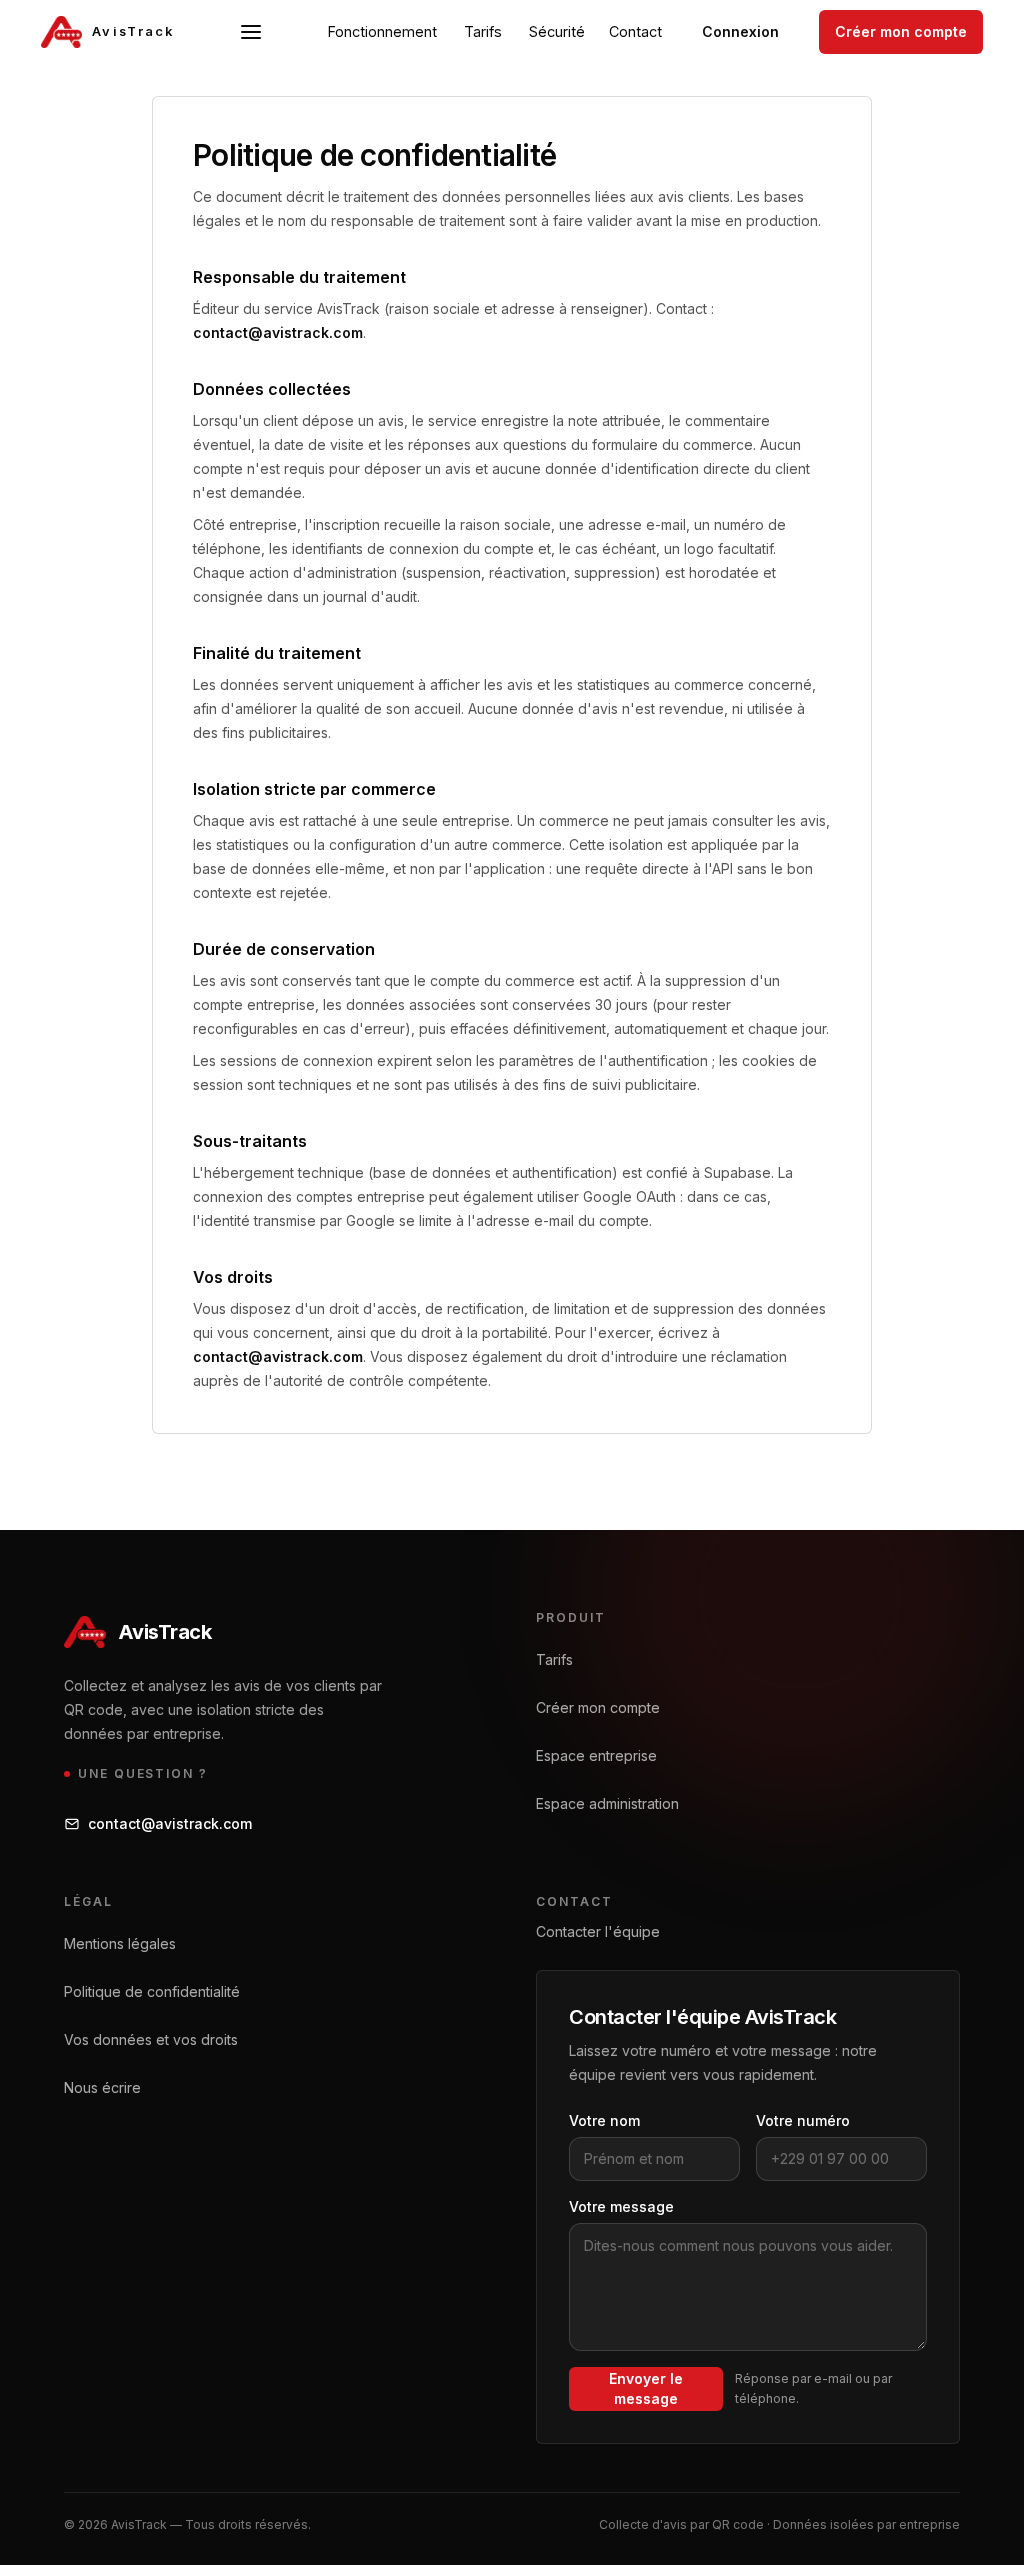 AvisTrack
Fonctionnement
Tarifs
Sécurité
Contact
Connexion
Créer mon compte
Politique de confidentialité
Ce document décrit le traitement des données personnelles liées aux avis clients. Les bases
légales et le nom du responsable de traitement sont à faire valider avant la mise en production.
Responsable du traitement
Éditeur du service AvisTrack (raison sociale et adresse à renseigner). Contact :
contact@avistrack.com.
Données collectées
Lorsqu'un client dépose un avis, le service enregistre la note attribuée, le commentaire
éventuel, la date de visite et les réponses aux questions du formulaire du commerce. Aucun
compte n'est requis pour déposer un avis et aucune donnée d'identification directe du client
n'est demandée.
Côté entreprise, l'inscription recueille la raison sociale, une adresse e-mail, un numéro de
téléphone, les identifiants de connexion du compte et, le cas échéant, un logo facultatif.
Chaque action d'administration (suspension, réactivation, suppression) est horodatée et
consignée dans un journal d'audit.
Finalité du traitement
Les données servent uniquement à afficher les avis et les statistiques au commerce concerné,
afin d'améliorer la qualité de son accueil. Aucune donnée d'avis n'est revendue, ni utilisée à
des fins publicitaires.
Isolation stricte par commerce
Chaque avis est rattaché à une seule entreprise. Un commerce ne peut jamais consulter les avis,
les statistiques ou la configuration d'un autre commerce. Cette isolation est appliquée par la
base de données elle-même, et non par l'application : une requête directe à l'API sans le bon
contexte est rejetée.
Durée de conservation
Les avis sont conservés tant que le compte du commerce est actif. À la suppression d'un
compte entreprise, les données associées sont conservées 30 jours (pour rester
reconfigurables en cas d'erreur), puis effacées définitivement, automatiquement et chaque jour.
Les sessions de connexion expirent selon les paramètres de l'authentification ; les cookies de
session sont techniques et ne sont pas utilisés à des fins de suivi publicitaire.
Sous-traitants
L'hébergement technique (base de données et authentification) est confié à Supabase. La
connexion des comptes entreprise peut également utiliser Google OAuth : dans ce cas,
l'identité transmise par Google se limite à l'adresse e-mail du compte.
Vos droits
Vous disposez d'un droit d'accès, de rectification, de limitation et de suppression des données
qui vous concernent, ainsi que du droit à la portabilité. Pour l'exercer, écrivez à
contact@avistrack.com. Vous disposez également du droit d'introduire une réclamation
auprès de l'autorité de contrôle compétente.
AvisTrack
Collectez et analysez les avis de vos clients par
QR code, avec une isolation stricte des
données par entreprise.
UNE QUESTION ?
contact@avistrack.com
PRODUIT
Tarifs
Créer mon compte
Espace entreprise
Espace administration
LÉGAL
Mentions légales
Politique de confidentialité
Vos données et vos droits
Nous écrire
CONTACT
Contacter l'équipe
Contacter l'équipe AvisTrack
Laissez votre numéro et votre message : notre
équipe revient vers vous rapidement.
Votre nom
Votre numéro
Prénom et nom
+229 01 97 00 00
Votre message
Dites-nous comment nous pouvons vous aider.
Envoyer le
message
Réponse par e-mail ou par
téléphone.
© 2026 AvisTrack — Tous droits réservés.
Collecte d'avis par QR code · Données isolées par entreprise